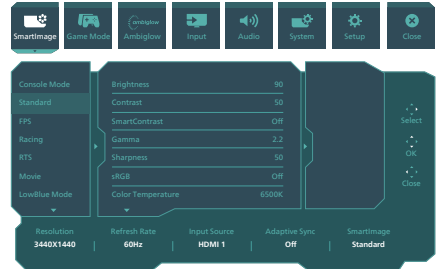 SmartImage
Game Mode
ambiglow
Ambiglow
Input
Audio
System
Setup
Close
Console Mode
Standard
FPS
Racing
RTS
Movie
LowBlue Mode
Brightness 90
Contrast 50
SmartContrast Off
Gamma 2.2
Sharpness 50
sRGB Off
Color Temperature 6500K
Select
OK
Close
Resolution Refresh Rate Input Source Adaptive Sync SmartImage
3440X1440 60Hz HDMI 1 Off Standard